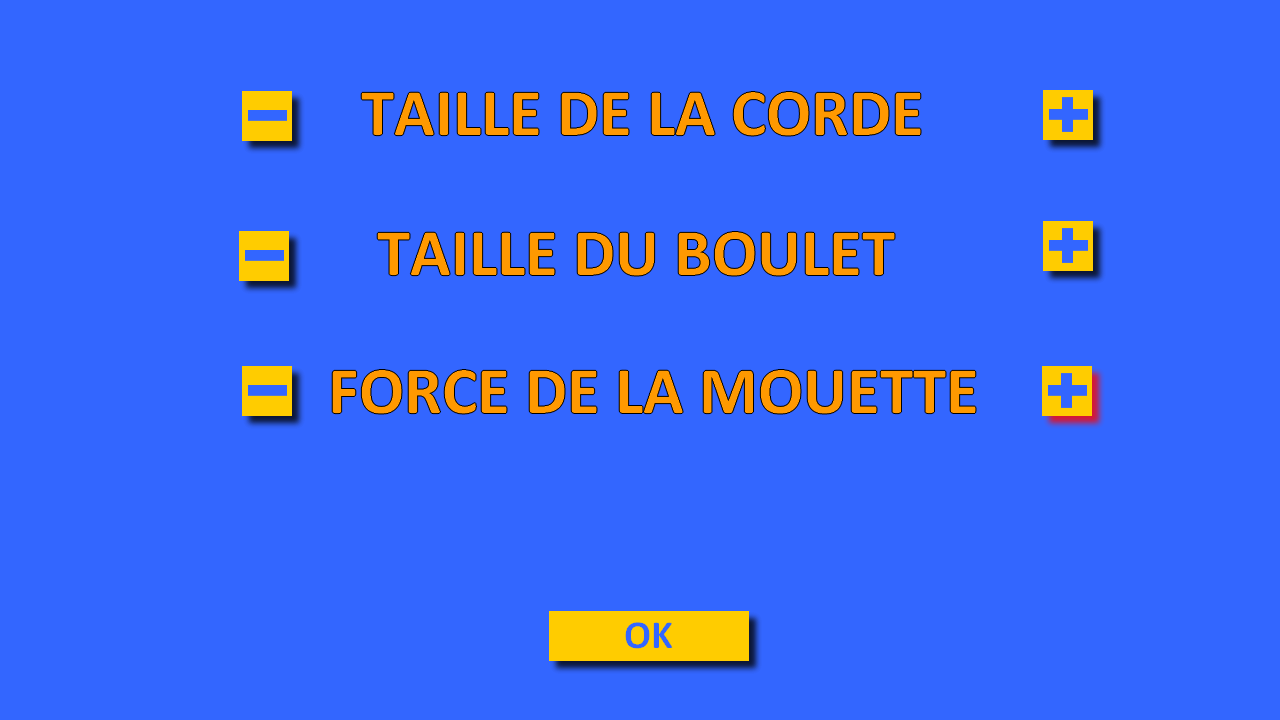 - TAILLE DE LA CORDE +
- TAILLE DU BOULET +
- FORCE DE LA MOUETTE +
OK